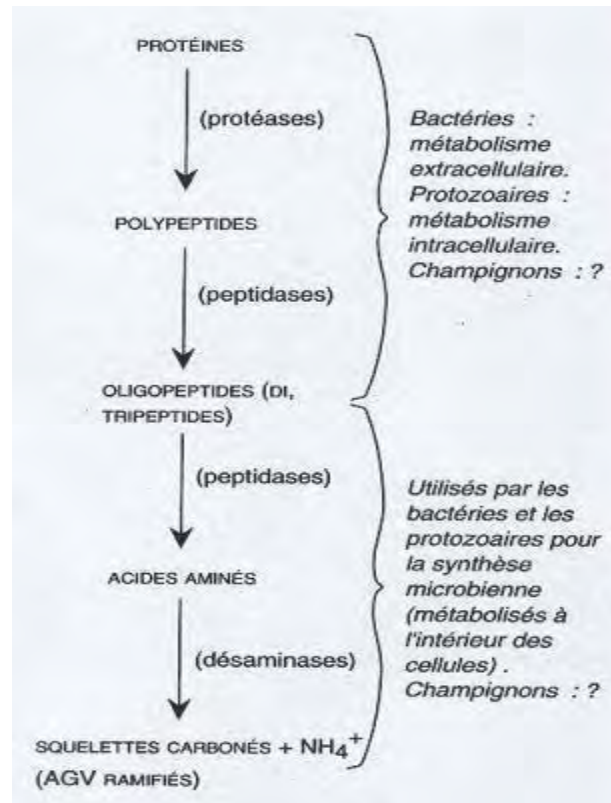 PROTÉINES
(protéases)
POLYPEPTIDES
(peptidases)
OLIGOPEPTIDES (DI,
TRIPEPTIDES)
(peptidases)
ACIDES AMINÉS
(désaminases)
SQUELETTES CARBONÉS + NH4+
(AGV RAMIFIÉS)
Bactéries :
métabolisme
extracellulaire.
Protozoaires :
métabolisme
intracellulaire.
Champignons : ?
Utilisés par les
bactéries et les
protozoaires pour
la synthèse
microbienne
(métabolisés à
l'intérieur des
cellules) .
Champignons : ?